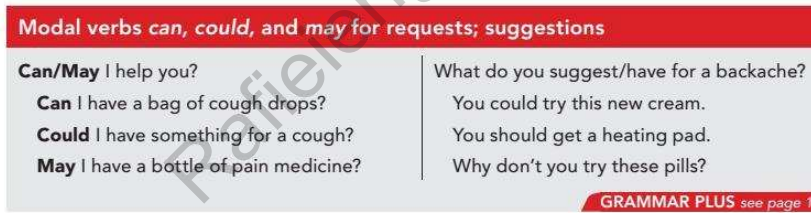 Modal verbs can, could, and may for requests; suggestions
Can/May I help you?
Can I have a bag of cough drops?
Could I have something for a cough?
May I have a bottle of pain medicine?
What do you suggest/have for a backache?
You could try this new cream.
You should get a heating pad.
Why don't you try these pills?
GRAMMAR PLUS see page